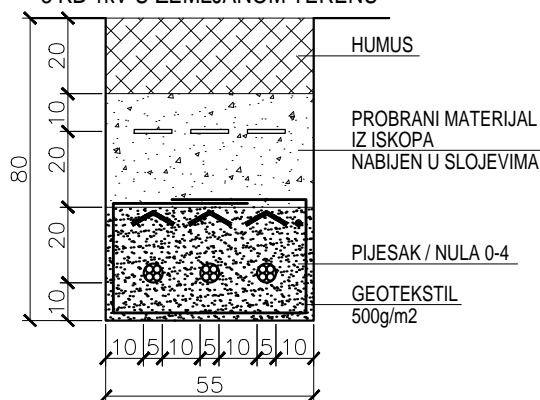 HUMUS
PROBRANI MATERIJAL
IZ ISKOPA
NABIJEN U SLOJEVIMA
PIJESAK / NULA 0-4
GEOTEKSTIL
500g/m2
80
20
10
20
20
10
10 5 10 5 10 5 10
55